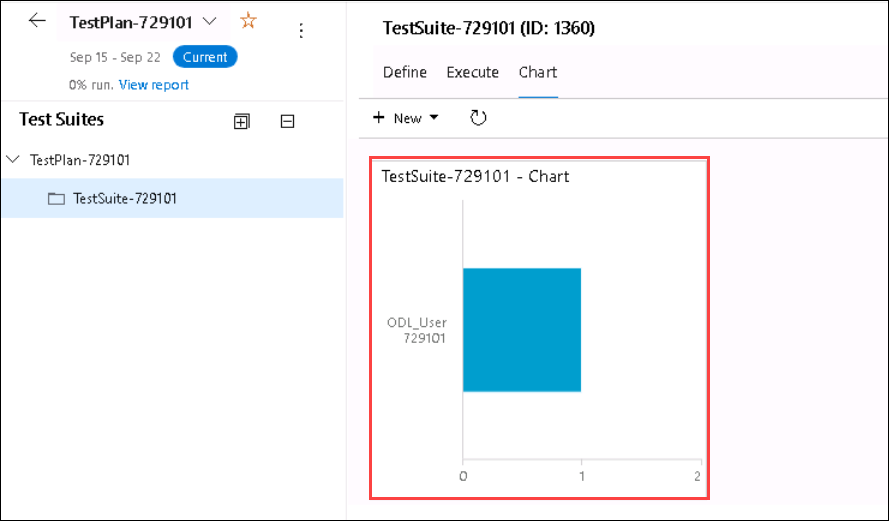 TestPlan-729101
Sep 15 - Sep 22 Current
0% run. View report
Test Suites
TestPlan-729101
TestSuite-729101
TestSuite-729101 (ID: 1360)
Define Execute Chart
New
TestSuite-729101 - Chart
ODL_User
729101
0 1 2